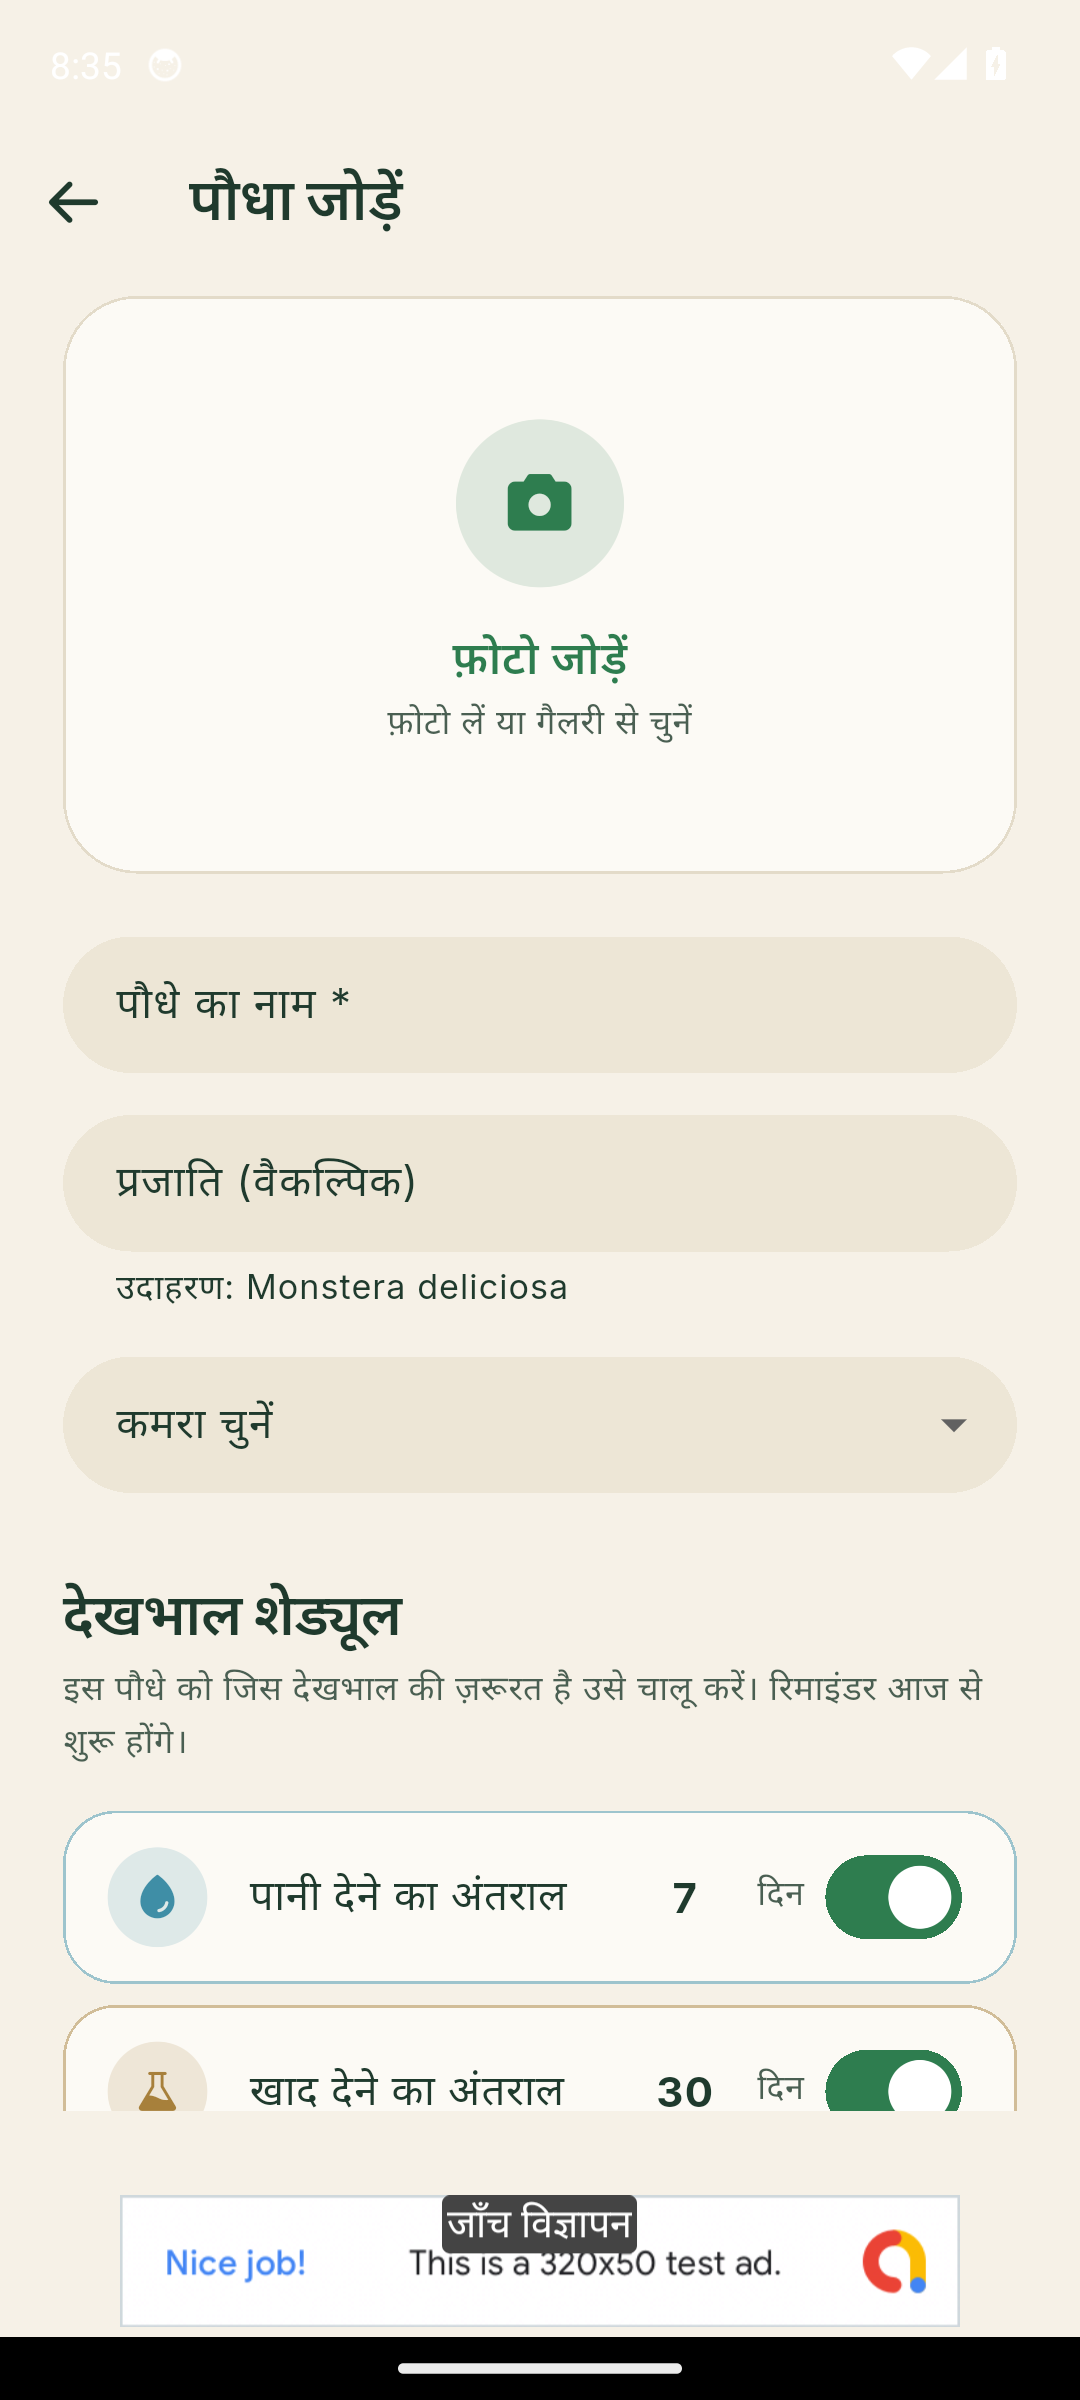 8:35
पौधा जोड़ें
फ़ोटो जोड़ें
फ़ोटो लें या गैलरी से चुनें
पौधे का नाम *
प्रजाति (वैकल्पिक)
उदाहरण: Monstera deliciosa
कमरा चुनें
देखभाल शेड्यूल
इस पौधे को जिस देखभाल की ज़रूरत है उसे चालू करें। रिमाइंडर आज से
शुरू होंगे।
पानी देने का अंतराल 7 दिन
खाद देने का अंतराल 30 दिन
जाँच विज्ञापन
Nice job! This is a 320x50 test ad.